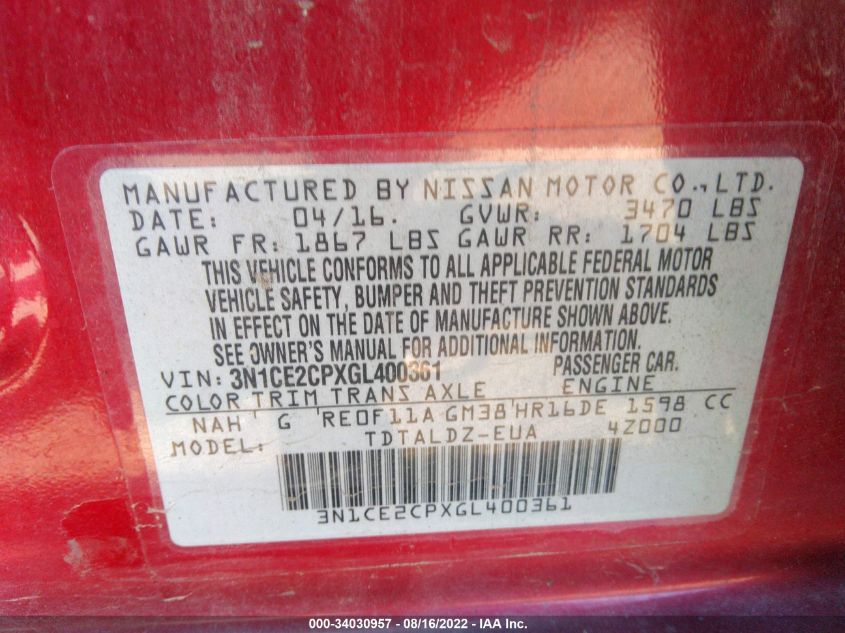 MANUFACTURED BY NISSAN MOTOR CO.,LTD.
DATE: 04/16. GVWR: 3470 LBS
GAWR FR: 1867 LBS GAWR RR: 1704 LBS
THIS VEHICLE CONFORMS TO ALL APPLICABLE FEDERAL MOTOR
VEHICLE SAFETY, BUMPER AND THEFT PREVENTION STANDARDS
IN EFFECT ON THE DATE OF MANUFACTURE SHOWN ABOVE.
SEE OWNER'S MANUAL FOR ADDITIONAL INFORMATION.
VIN: 3N1CE2CPXGL400361 PASSENGER CAR.
COLOR TRIM TRANS AXLE ENGINE
NAH ' G 'RE0F11A GM38'HR16DE 1598 CC
MODEL: TDTALDZ-EUA 4Z000
3N1CE2CPXGL400361
000-34030957 - 08/16/2022 - IAA Inc.